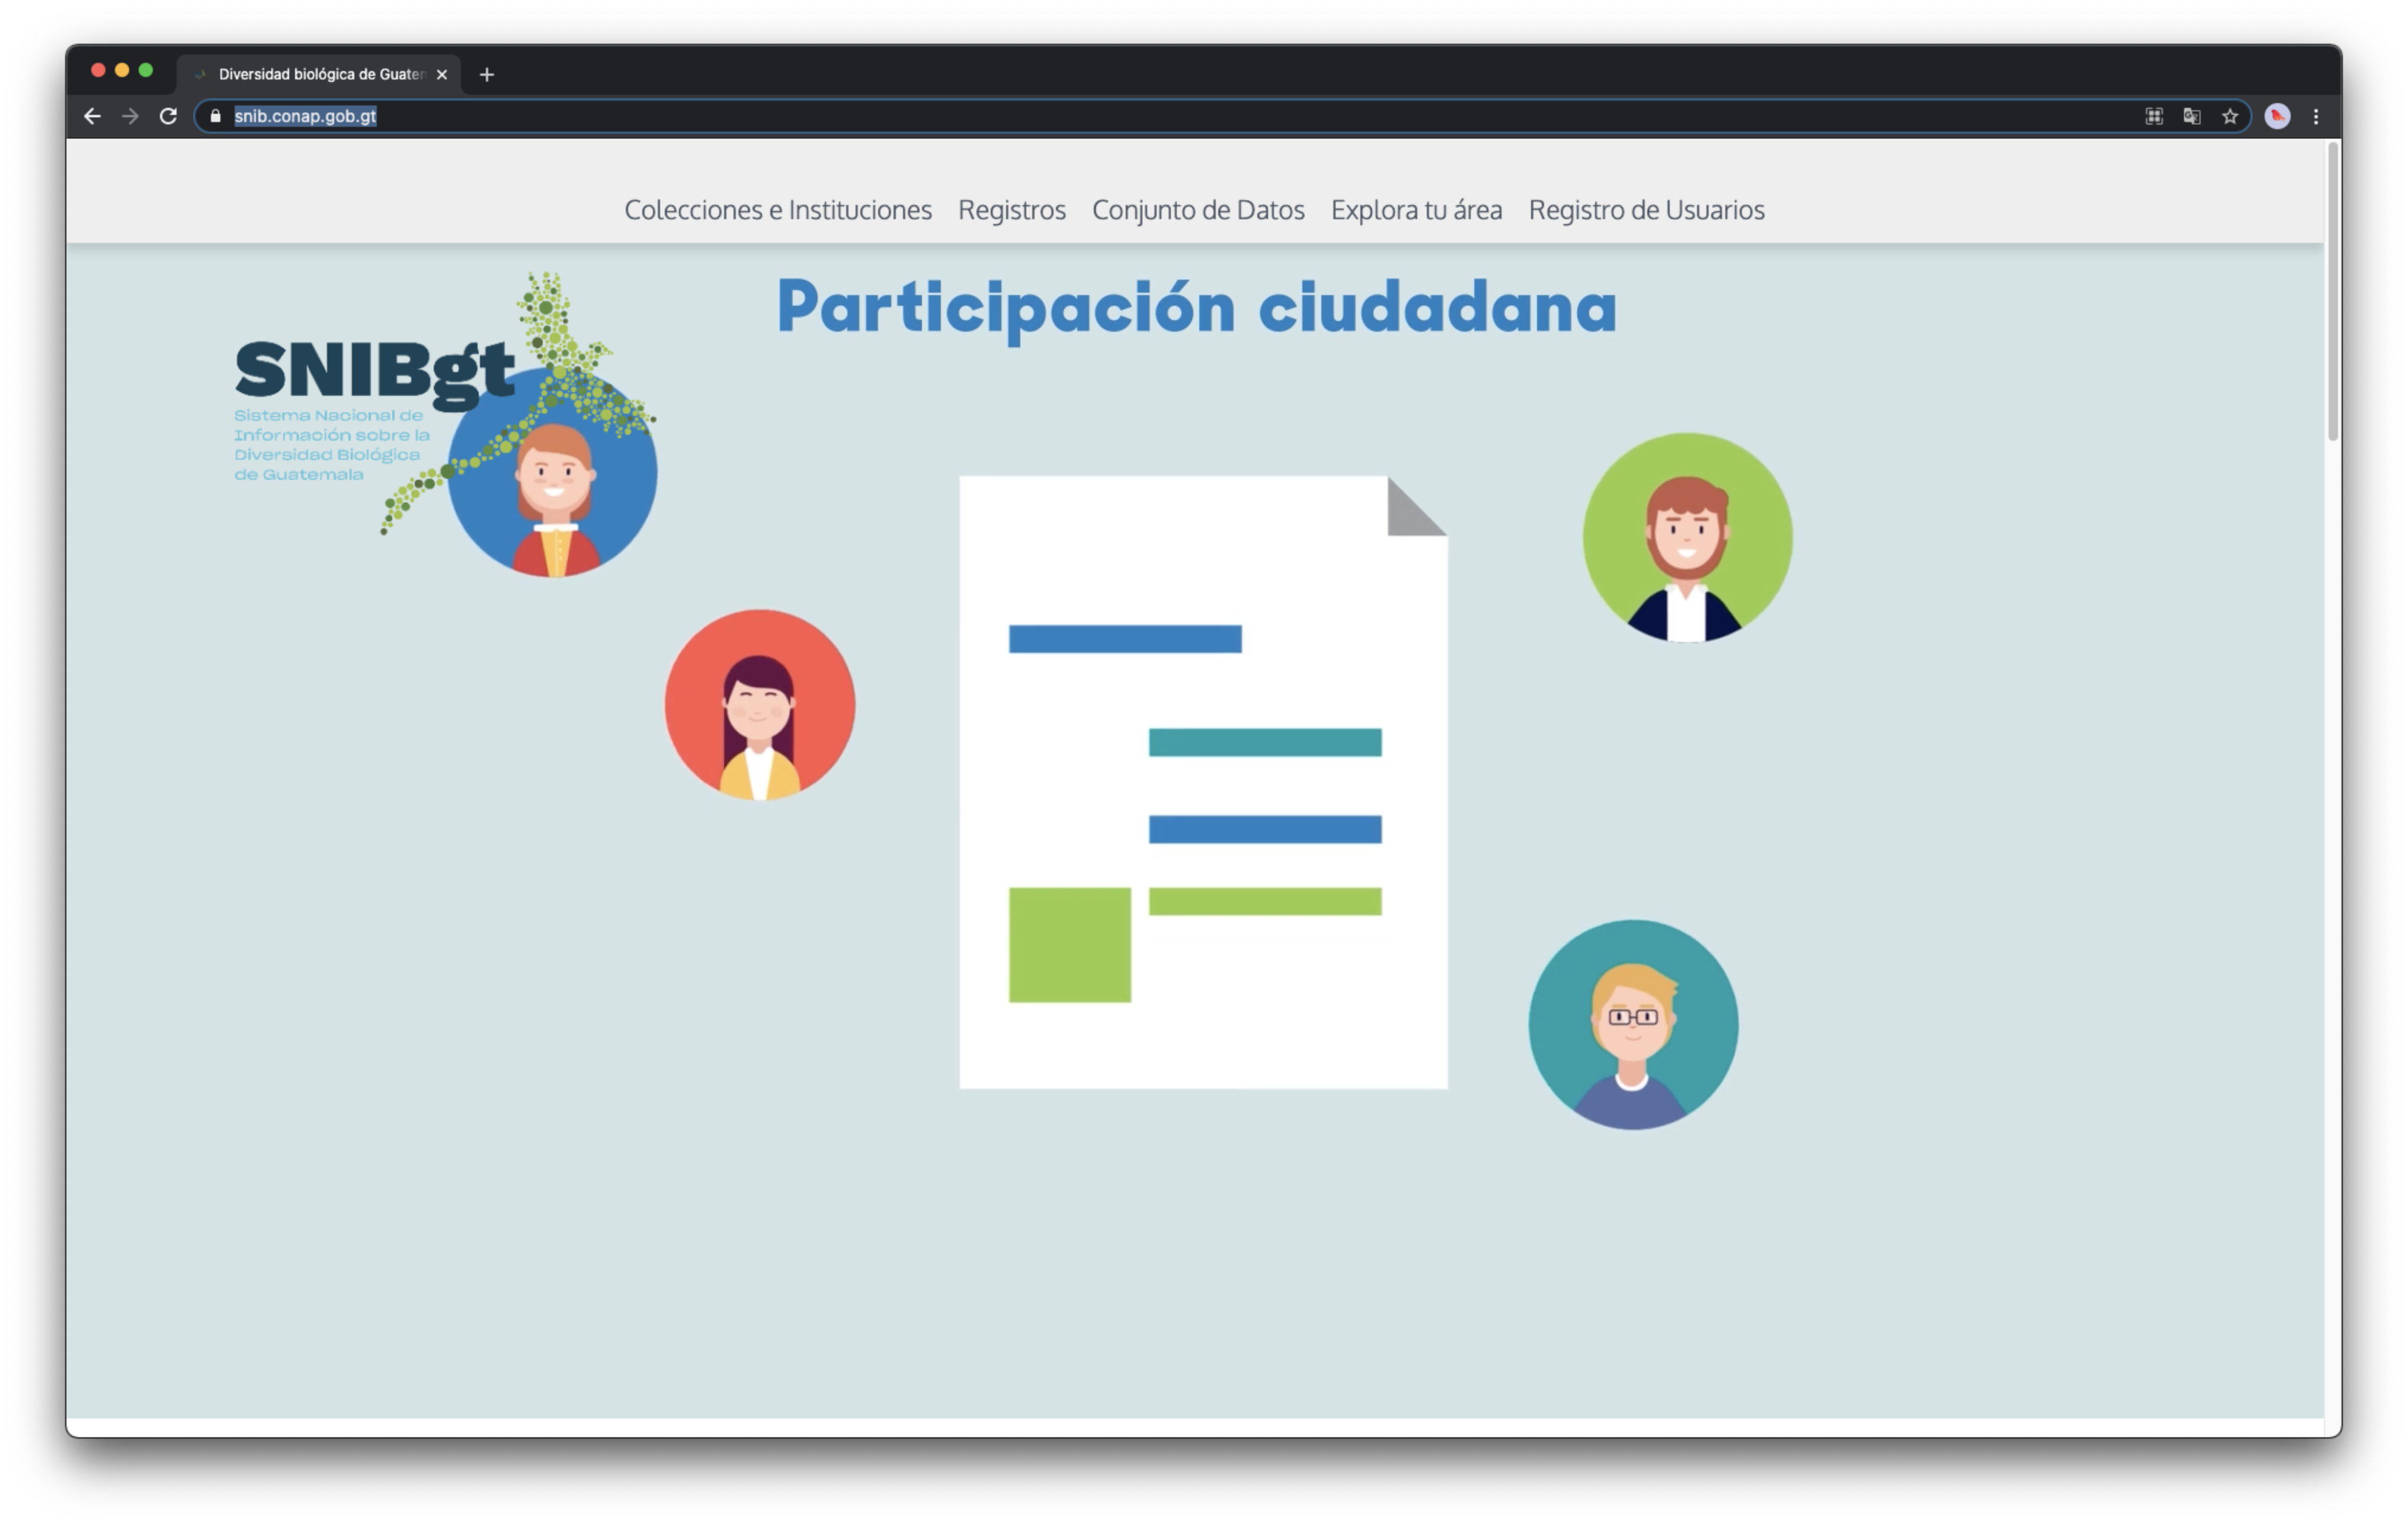 Diversidad biológica de Guaten
snib.conap.gob.gt
Colecciones e Instituciones Registros Conjunto de Datos Explora tu área Registro de Usuarios
Participación ciudadana
SNIBgt
Sistema Nacional de
Información sobre la
Diversidad Biológica
de Guatemala